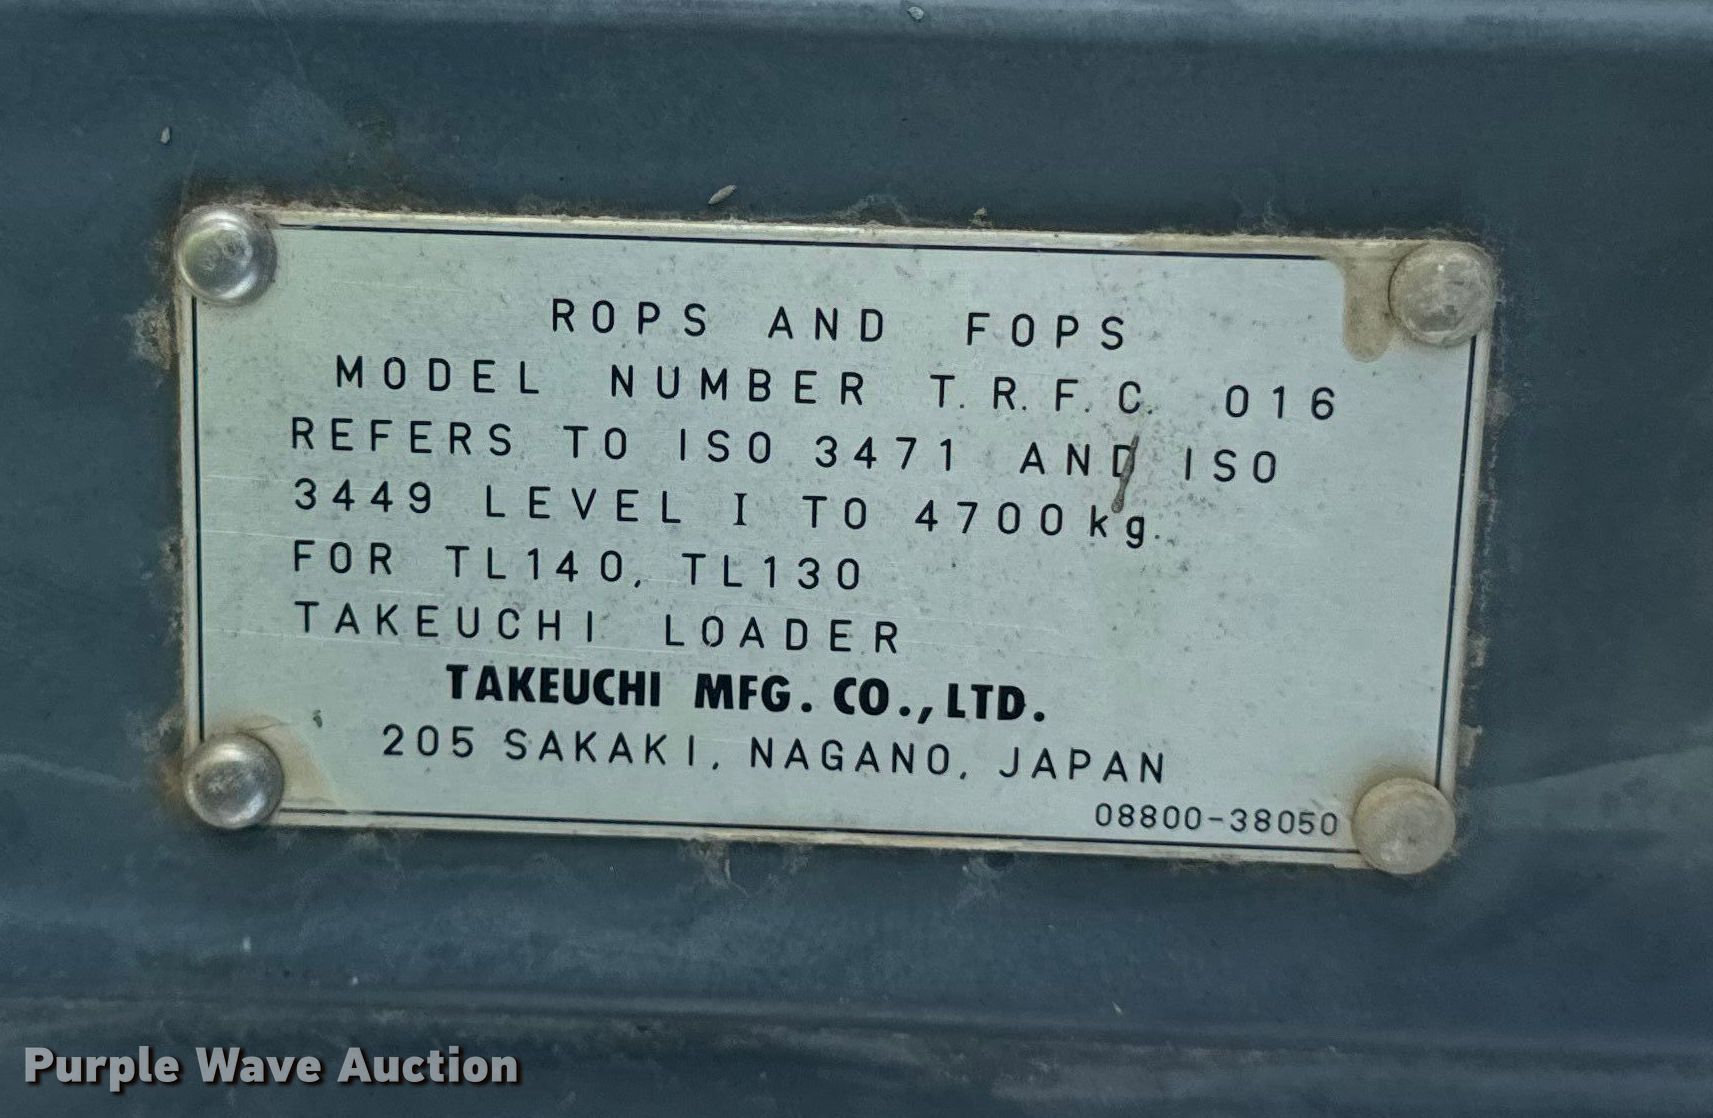 ROPS AND FOPS
MODEL NUMBER T.R.F.C. 016
REFERS TO ISO 3471 AND ISO
3449 LEVEL I TO 4700kg.
FOR TL140, TL130
TAKEUCHI LOADER
TAKEUCHI MFG. CO., LTD.
205 SAKAKI, NAGANO, JAPAN
08800-38050
Purple Wave Auction